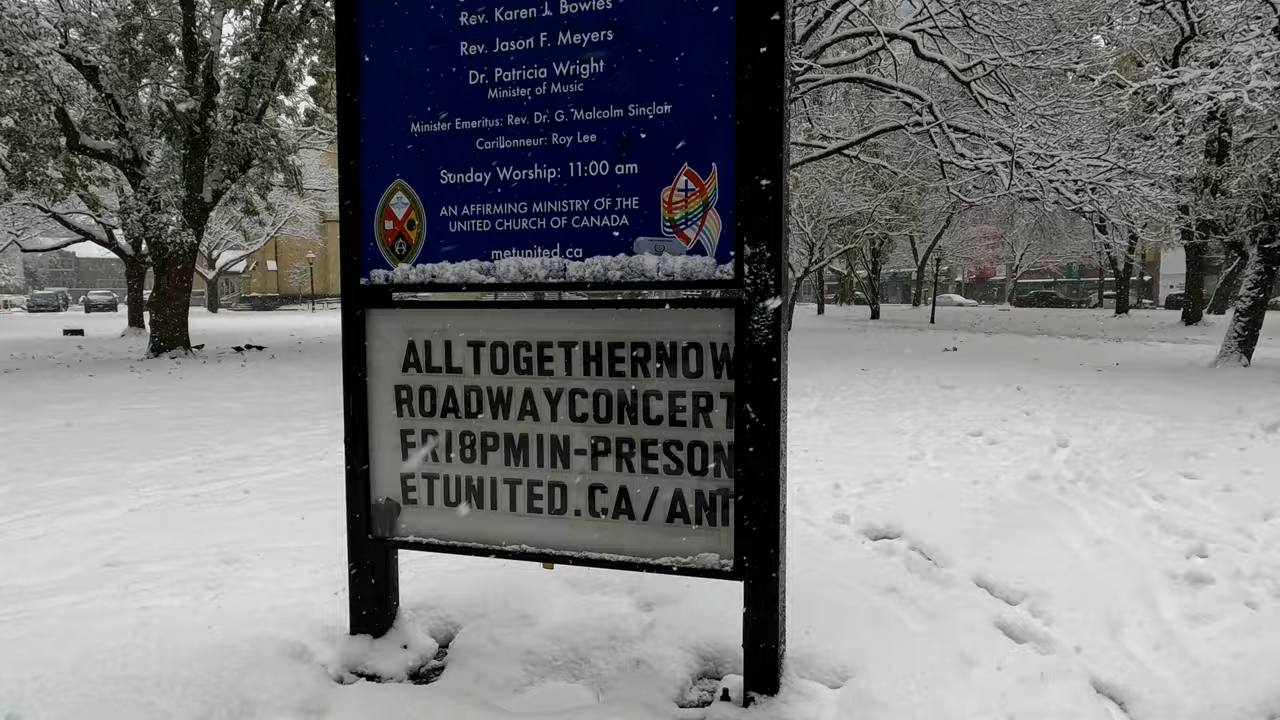 Rev. Karen J. Bowles
Rev. Jason F. Meyers
Dr. Patricia Wright
Minister of Music
Minister Emeritus: Rev. Dr. G. Malcolm Sinclair
Carillonneur: Roy Lee
Sunday Worship: 11:00 am
AN AFFIRMING MINISTRY OF THE
UNITED CHURCH OF CANADA
metunited.ca
ALLTOGETHERNOW
ROADWAYCONCERT
FRI8PMIN-PRESON
ETUNITED.CA/ANT